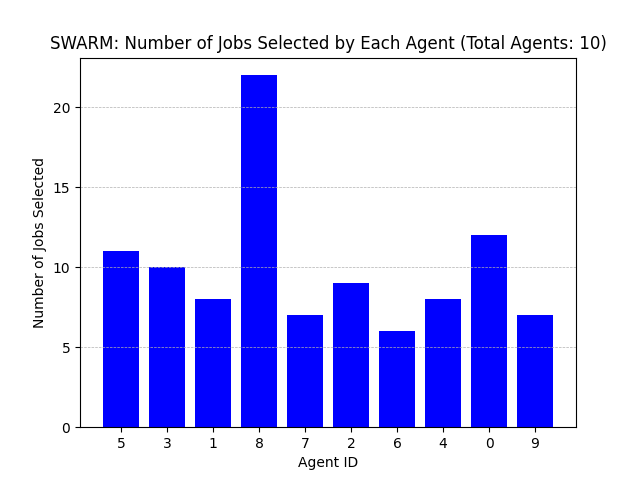 SWARM: Number of Jobs Selected by Each Agent (Total Agents: 10)
Number of Jobs Selected
20
15
10
5
0
5 3 1 8 7 2 6 4 0 9
Agent ID